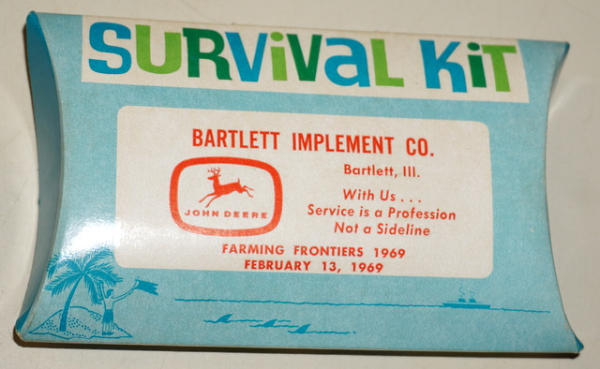 SURViVaL KiT
BARTLETT IMPLEMENT CO.
Bartlett, Ill.
JOHN DEERE
With Us . . .
Service is a Profession
Not a Sideline
FARMING FRONTIERS 1969
FEBRUARY 13, 1969